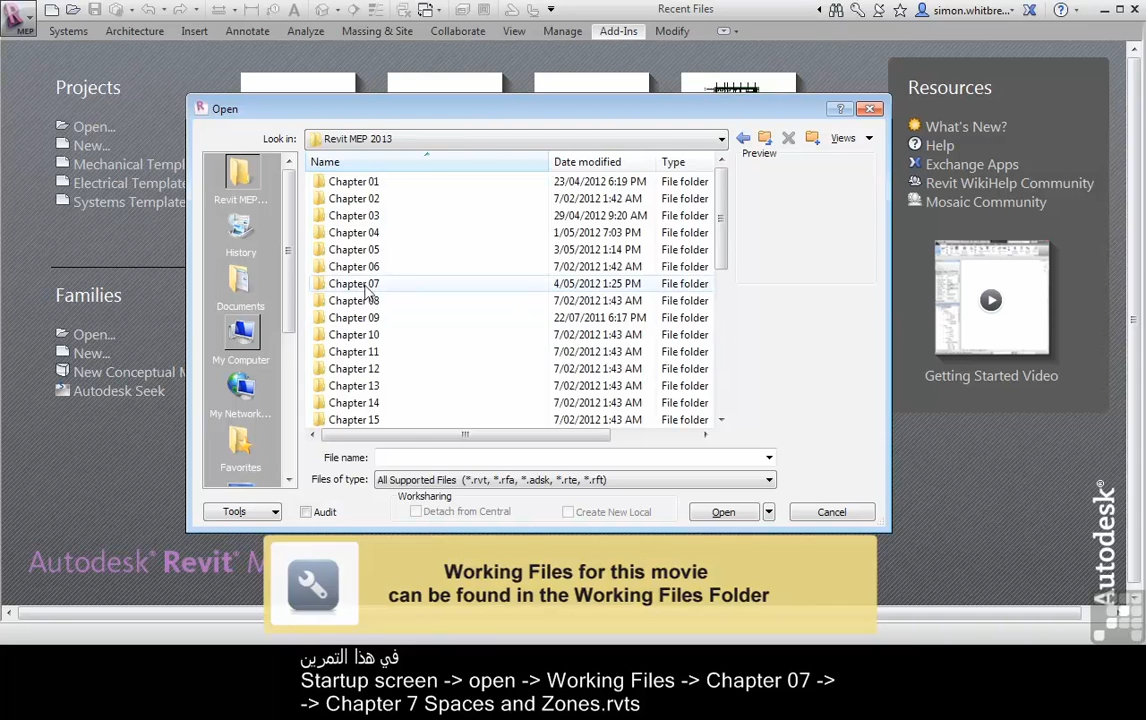 Recent Files
simon.whitbre...
MEP
Systems Architecture Insert Annotate Analyze Massing & Site Collaborate View Manage Add-Ins Modify
Projects
Open...
New...
Mechanical Templ
Electrical Template
Systems Template
Families
Open...
New...
New Conceptual M
Autodesk Seek
Resources
What's New?
Help
Exchange Apps
Revit WikiHelp Community
Mosaic Community
Getting Started Video
Open
Look in: Revit MEP 2013 Views
Name Date modified Type
Preview
Chapter 01 23/04/2012 6:19 PM File folder
Chapter 02 7/02/2012 1:42 AM File folder
Chapter 03 29/04/2012 9:20 AM File folder
Chapter 04 1/05/2012 7:03 PM File folder
Chapter 05 3/05/2012 1:14 PM File folder
Chapter 06 7/02/2012 1:42 AM File folder
Chapter 07 4/05/2012 1:25 PM File folder
Chapter 08 7/02/2012 1:43 AM File folder
Chapter 09 22/07/2011 6:17 PM File folder
Chapter 10 7/02/2012 1:43 AM File folder
Chapter 11 7/02/2012 1:43 AM File folder
Chapter 12 7/02/2012 1:43 AM File folder
Chapter 13 7/02/2012 1:43 AM File folder
Chapter 14 7/02/2012 1:43 AM File folder
Chapter 15 7/02/2012 1:43 AM File folder
Revit MEP...
History
Documents
My Computer
My Network...
Favorites
File name:
Files of type: All Supported Files (*.rvt, *.rfa, *.adsk, *.rte, *.rft)
Worksharing
Tools Audit Detach from Central Create New Local Open Cancel
Autodesk® Revit® M
Autodesk®
Working Files for this movie
can be found in the Working Files Folder
في هذا التمرين
Startup screen -> open -> Working Files -> Chapter 07 ->
-> Chapter 7 Spaces and Zones.rvts